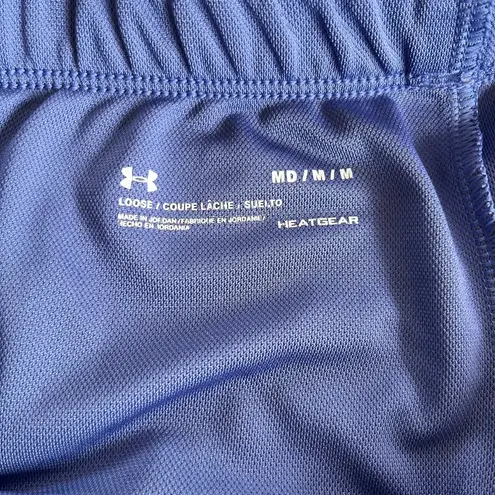 MD / M / M
LOOSE / COUPE LÂCHE / SUELTO
MADE IN JORDAN / FABRIQUÉ EN JORDANIE /
HECHO EN JORDANIA
HEATGEAR